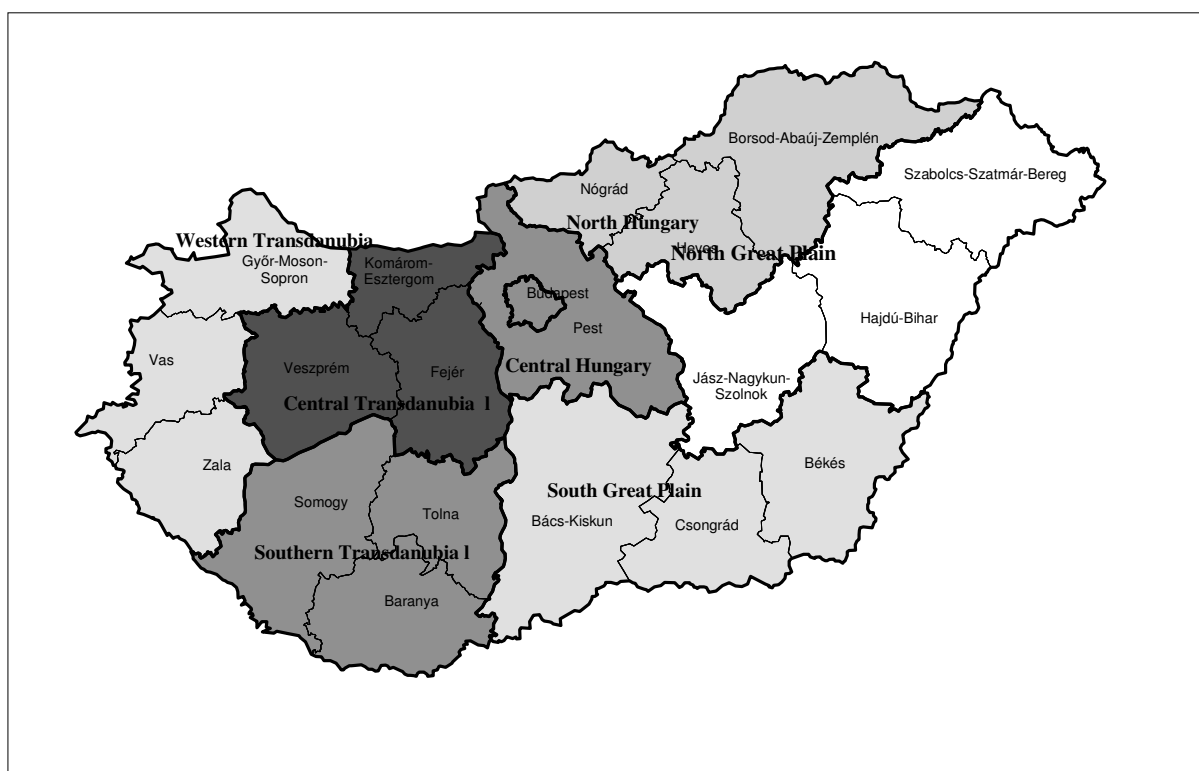 Borsod-Abaúj-Zemplén
Szabolcs-Szatmár-Bereg
Nógrád
North Hungary
Western Transdanubia
Heves
North Great Plain
Győr-Moson-
Sopron
Komárom-
Esztergom
Budapest
Hajdú-Bihar
Pest
Vas
Veszprém
Fejér
Central Hungary
Jász-Nagykun-
Szolnok
Central Transdanubia l
Zala
Békés
South Great Plain
Somogy
Tolna
Bács-Kiskun
Csongrád
Southern Transdanubia l
Baranya